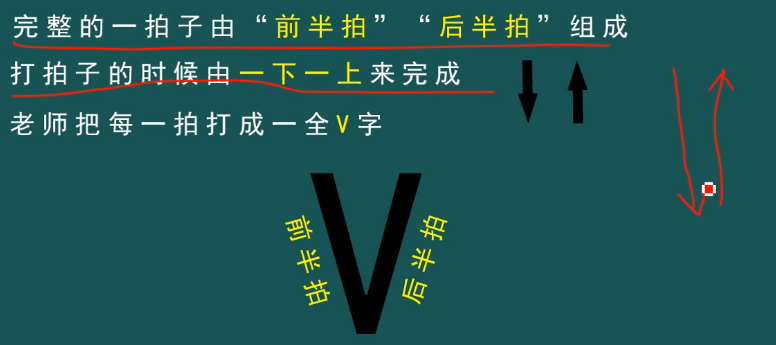 完整的一拍子由“前半拍”“后半拍”组成
打拍子的时候由一下一上来完成
老师把每一拍打成一全V字
前半拍
V
后半拍